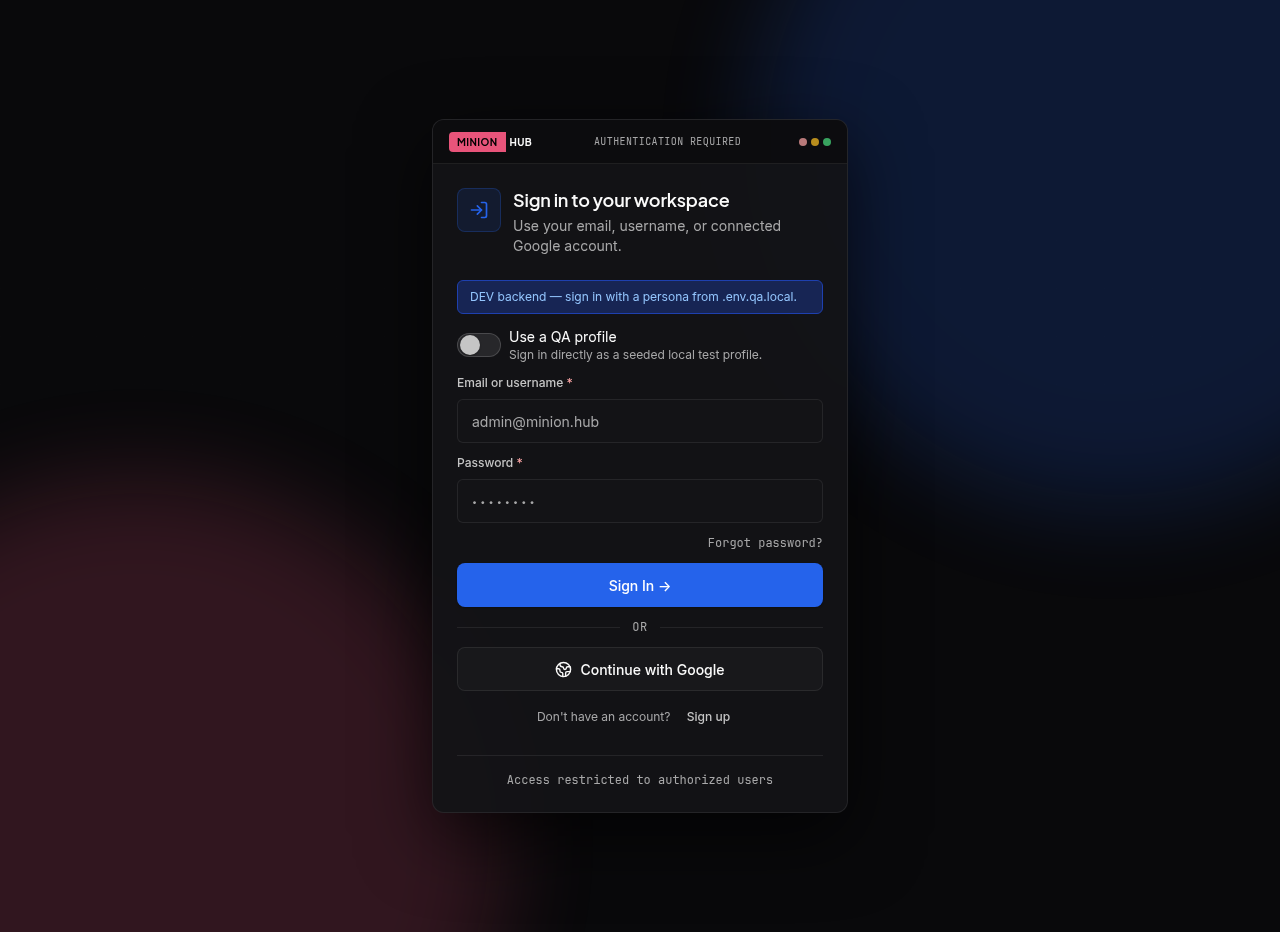 MINION HUB
AUTHENTICATION REQUIRED
Sign in to your workspace
Use your email, username, or connected
Google account.
DEV backend — sign in with a persona from .env.qa.local.
Use a QA profile
Sign in directly as a seeded local test profile.
Email or username *
admin@minion.hub
Password *
••••••••
Forgot password?
Sign In →
OR
Continue with Google
Don't have an account? Sign up
Access restricted to authorized users